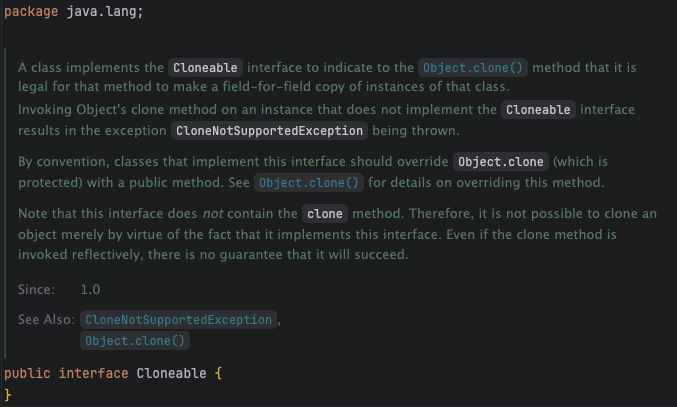 package java.lang;
A class implements the Cloneable interface to indicate to the Object.clone() method that it is
legal for that method to make a field-for-field copy of instances of that class.
Invoking Object's clone method on an instance that does not implement the Cloneable interface
results in the exception CloneNotSupportedException being thrown.
By convention, classes that implement this interface should override Object.clone (which is
protected) with a public method. See Object.clone() for details on overriding this method.
Note that this interface does not contain the clone method. Therefore, it is not possible to clone an
object merely by virtue of the fact that it implements this interface. Even if the clone method is
invoked reflectively, there is no guarantee that it will succeed.
Since: 1.0
See Also: CloneNotSupportedException,
Object.clone()
public interface Cloneable {
}